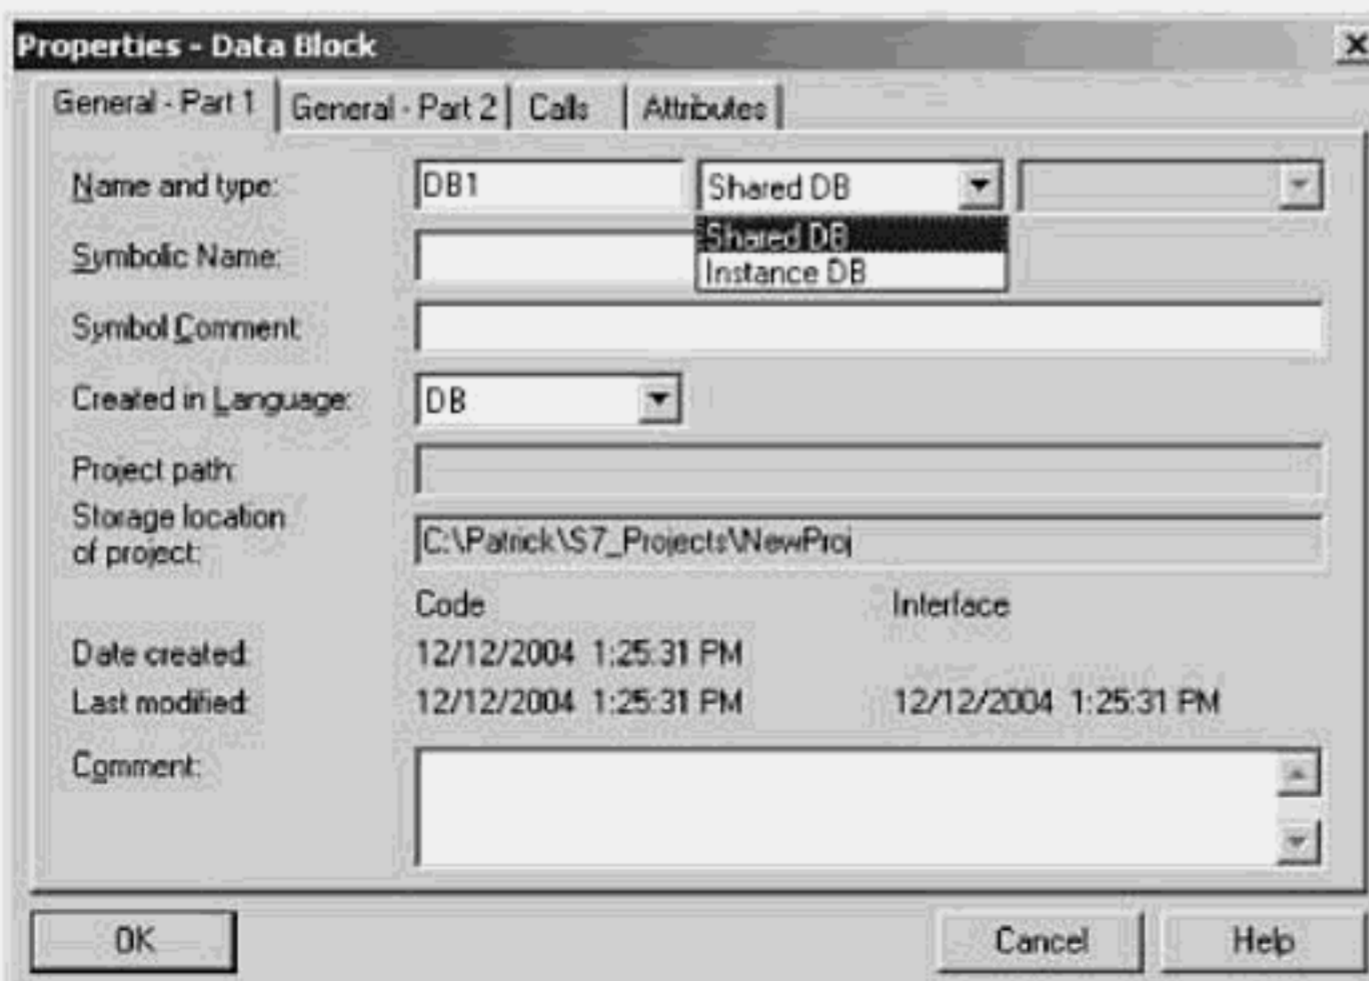 Properties - Data Block
General - Part 1 General - Part 2 Calls Attributes
Name and type: DB1 Shared DB
Shared DB
Symbolic Name:
Instance DB
Symbol Comment:
Created in Language: DB
Project path:
Storage location
of project: C:\Patrick\S7_Projects\NewProj
Code Interface
Date created: 12/12/2004 1:25:31 PM
Last modified: 12/12/2004 1:25:31 PM 12/12/2004 1:25:31 PM
Comment:
OK Cancel Help